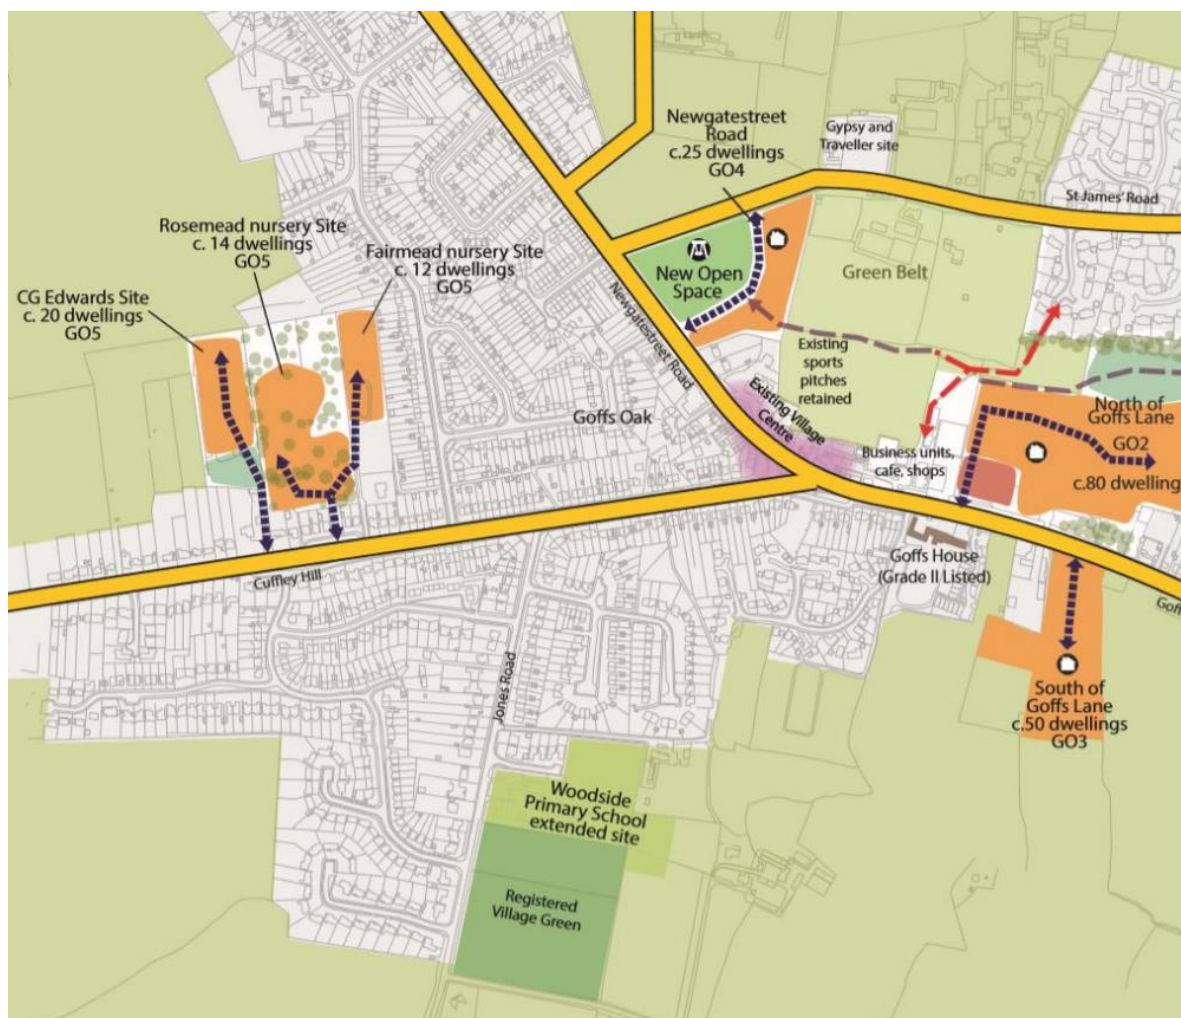 Newgatestreet
Road
c.25 dwellings
GO4
Gypsy and
Traveller site
St James' Road
Rosemead nursery Site
c. 14 dwellings
GO5
Fairmead nursery Site
c. 12 dwellings
GO5
CG Edwards Site
c. 20 dwellings
GO5
New Open
Space
Green Belt
Newgatestreet Road
Existing
sports
pitches
retained
Existing Village
Centre
Goffs Oak
North of
Goffs Lane
GO2
c.80 dwelling
Business units,
cafe, shops
Goffs House
(Grade II Listed)
Cuffley Hill
Goff
Jones Road
South of
Goffs Lane
c.50 dwellings
GO3
Woodside
Primary School
extended site
Registered
Village Green